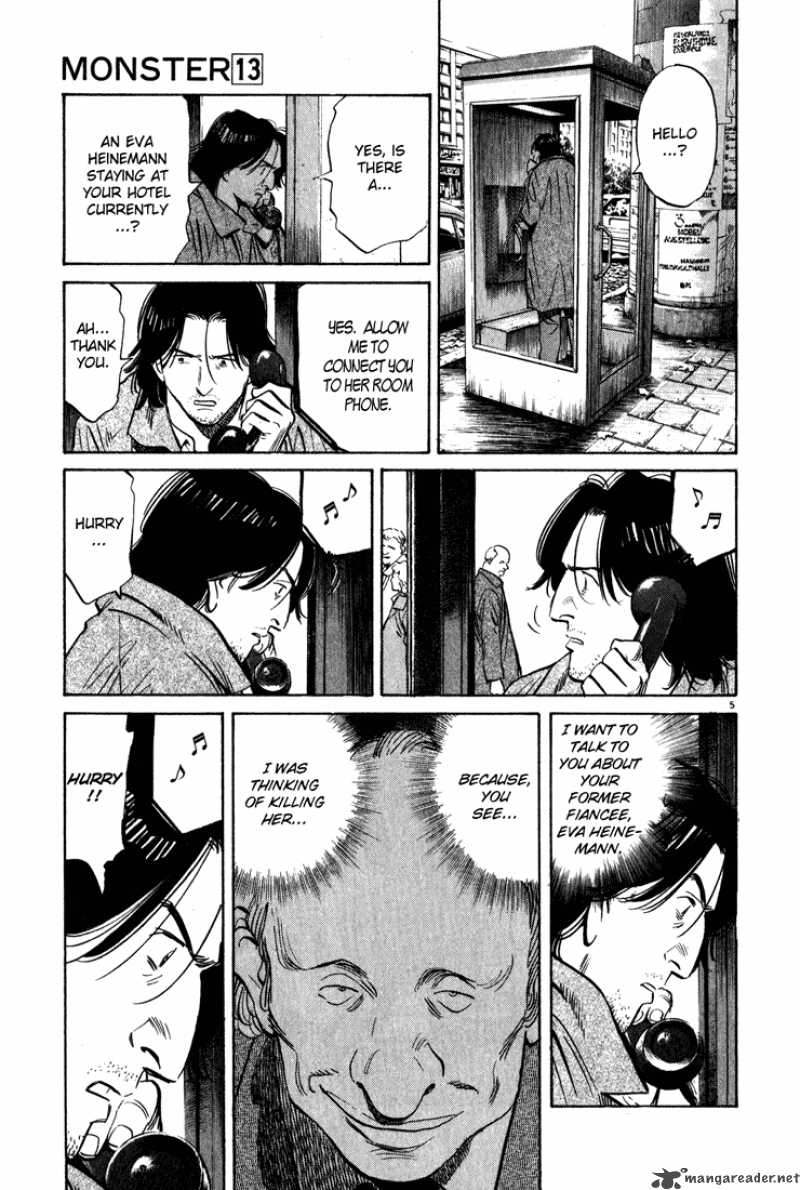 MONSTER 13
HELLO
...?
YES, IS
THERE
A...
AN EVA
HEINEMANN
STAYING AT
YOUR HOTEL
CURRENTLY
...?
YES. ALLOW
ME TO
CONNECT YOU
TO HER ROOM
PHONE.
AH...
THANK
YOU.
HURRY
...
5
I WANT TO
TALK TO
YOU ABOUT
YOUR
FORMER
FIANCEE,
EVA HEINE-
MANN.
BECAUSE,
YOU
SEE...
I WAS
THINKING
OF KILLING
HER...
HURRY
!!
mangareader.net